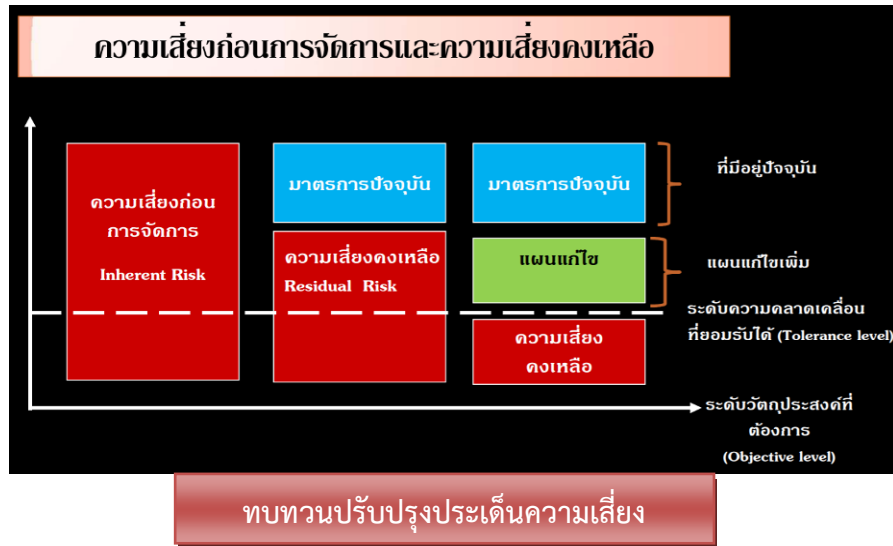 ความเสี่ยงก่อนการจัดการและความเสี่ยงคงเหลือ
ความเสี่ยงก่อน
การจัดการ
Inherent Risk
มาตรการปัจจุบัน
ความเสี่ยงคงเหลือ
Residual Risk
มาตรการปัจจุบัน
แผนแก้ไข
ความเสี่ยง
คงเหลือ
ที่มีอยู่ปัจจุบัน
แผนแก้ไขเพิ่ม
ระดับความคลาดเคลื่อน
ที่ยอมรับได้ (Tolerance level)
ระดับวัตถุประสงค์ที่
ต้องการ
(Objective level)
ทบทวนปรับปรุงประเด็นความเสี่ยง